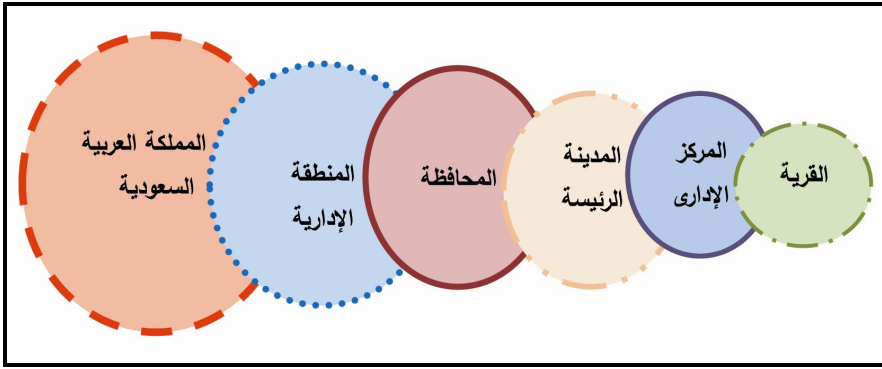 القرية
المركز
الإدارى
المدينة
الرئيسة
المحافظة
المنطقة
الإدارية
المملكة العربية
السعودية